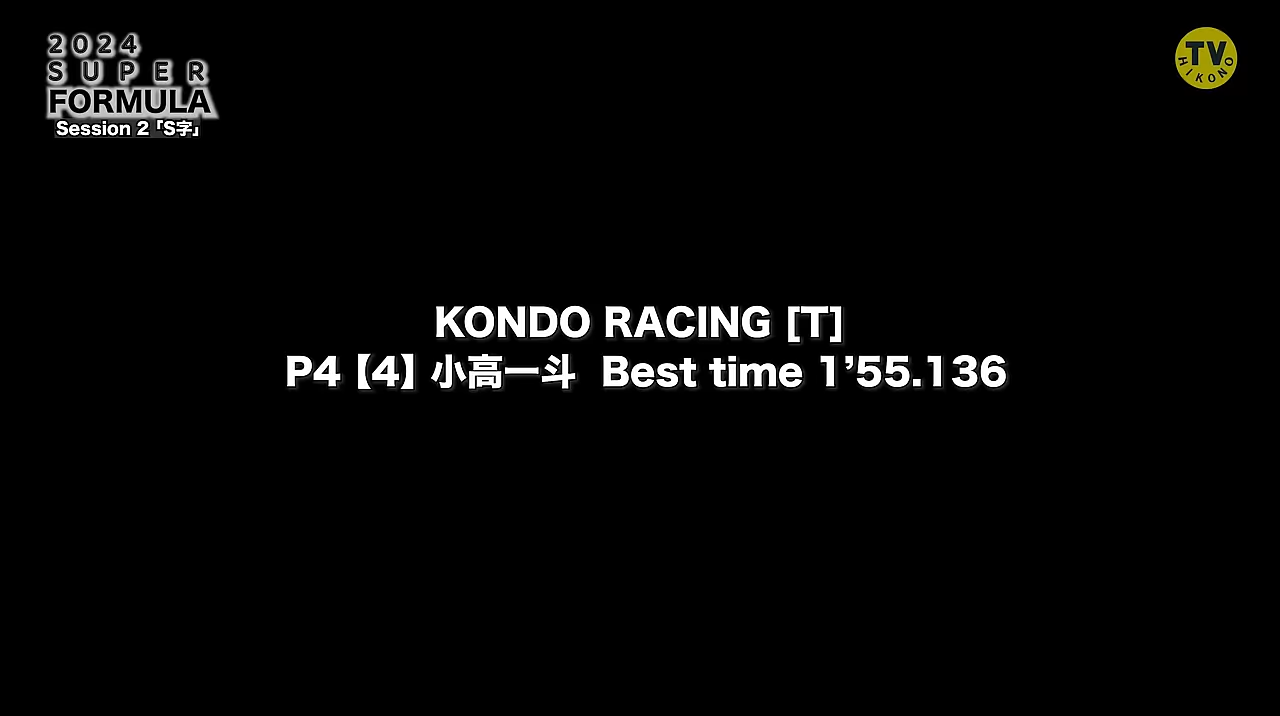 2024
SUPER
FORMULA
Session 2「S字」
TV
HIKONO
KONDO RACING [T]
P4【4】小高一斗 Best time 1’55.136